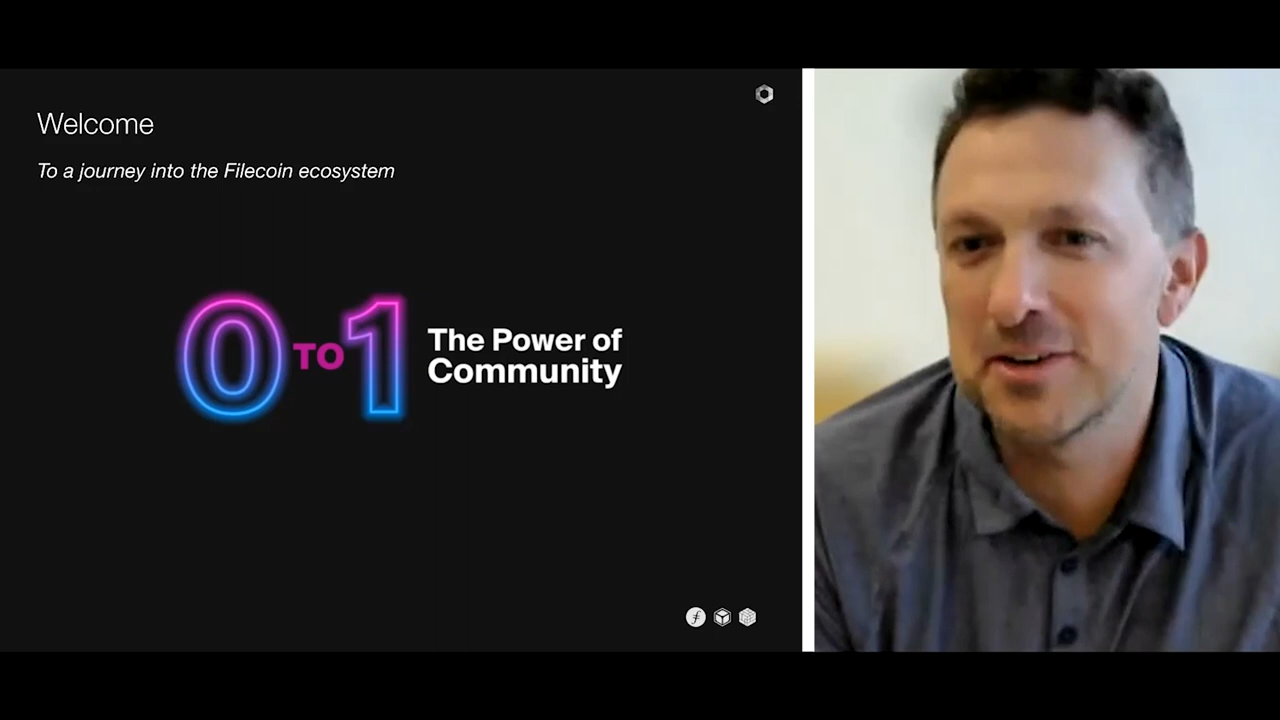 Welcome
To a journey into the Filecoin ecosystem
0 TO 1
The Power of
Community